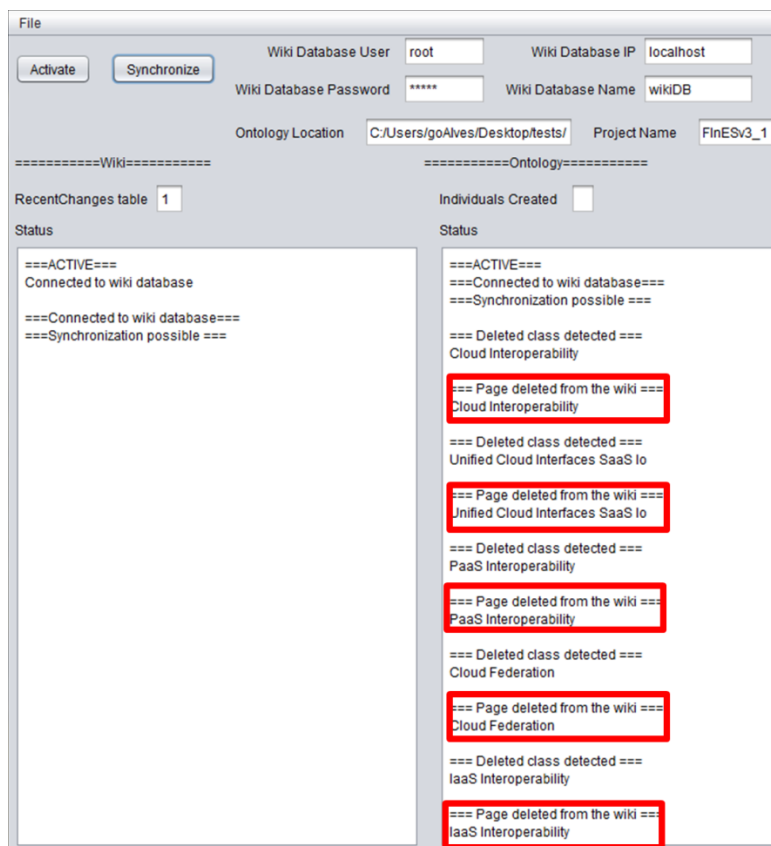 File
Activate
Synchronize
Wiki Database User root Wiki Database IP localhost
Wiki Database Password ***** Wiki Database Name wikiDB
Ontology Location C:/Users/goAlves/Desktop/tests/ Project Name FInESv3_1
===========Wiki===========
RecentChanges table 1
Status
===ACTIVE===
Connected to wiki database
===Connected to wiki database===
===Synchronization possible ===
===========Ontology===========
Individuals Created
Status
===ACTIVE===
===Connected to wiki database===
===Synchronization possible ===
=== Deleted class detected ===
Cloud Interoperability
=== Page deleted from the wiki ===
Cloud Interoperability
=== Deleted class detected ===
Unified Cloud Interfaces SaaS Io
=== Page deleted from the wiki ===
Unified Cloud Interfaces SaaS Io
=== Deleted class detected ===
PaaS Interoperability
=== Page deleted from the wiki ===
PaaS Interoperability
=== Deleted class detected ===
Cloud Federation
=== Page deleted from the wiki ===
Cloud Federation
=== Deleted class detected ===
IaaS Interoperability
=== Page deleted from the wiki ===
IaaS Interoperability